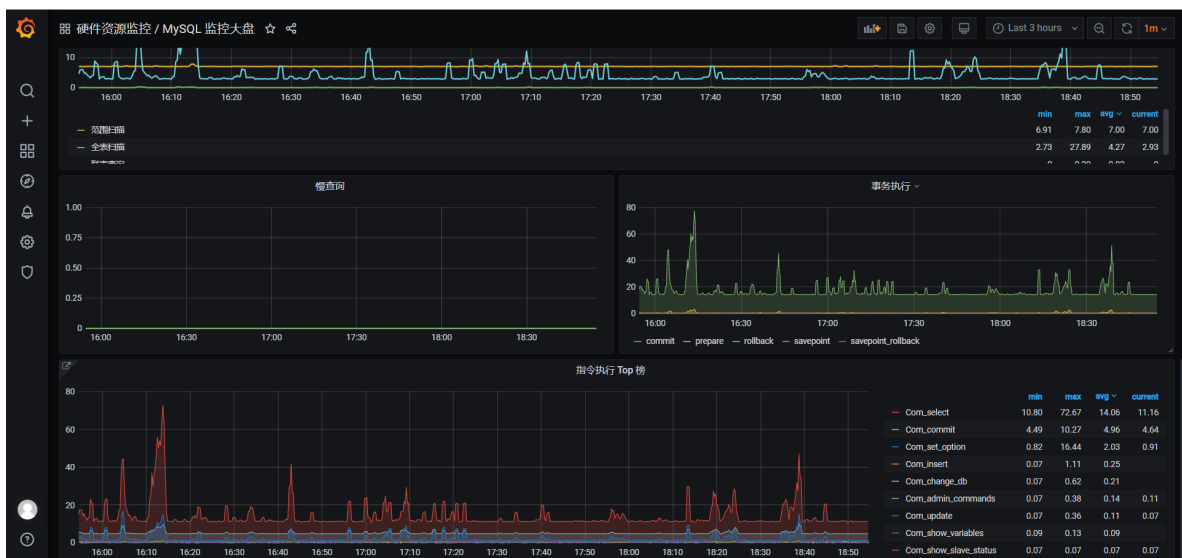 硬件资源监控 / MySQL 监控大盘
Last 3 hours
1m
10
0
16:00 16:10 16:20 16:30 16:40 16:50 17:00 17:10 17:20 17:30 17:40 17:50 18:00 18:10 18:20 18:30 18:40 18:50
min max avg current
范围扫描 6.91 7.80 7.00 7.00
全表扫描 2.73 27.89 4.27 2.93
慢查询
1.00
0.75
0.50
0.25
0
16:00 16:30 17:00 17:30 18:00 18:30
事务执行
80
60
40
20
0
16:00 16:30 17:00 17:30 18:00 18:30
commit prepare rollback savepoint savepoint_rollback
指令执行 Top 榜
80
60
40
20
0
16:00 16:10 16:20 16:30 16:40 16:50 17:00 17:10 17:20 17:30 17:40 17:50 18:00 18:10 18:20 18:30 18:40 18:50
min max avg current
Com_select 10.80 72.67 14.06 11.16
Com_commit 4.49 10.27 4.96 4.64
Com_set_option 0.82 16.44 2.03 0.91
Com_insert 0.07 1.11 0.25
Com_change_db 0.07 0.62 0.21
Com_admin_commands 0.07 0.38 0.14 0.11
Com_update 0.07 0.36 0.11 0.07
Com_show_variables 0.09 0.13 0.09
Com_show_slave_status 0.07 0.07 0.07 0.07